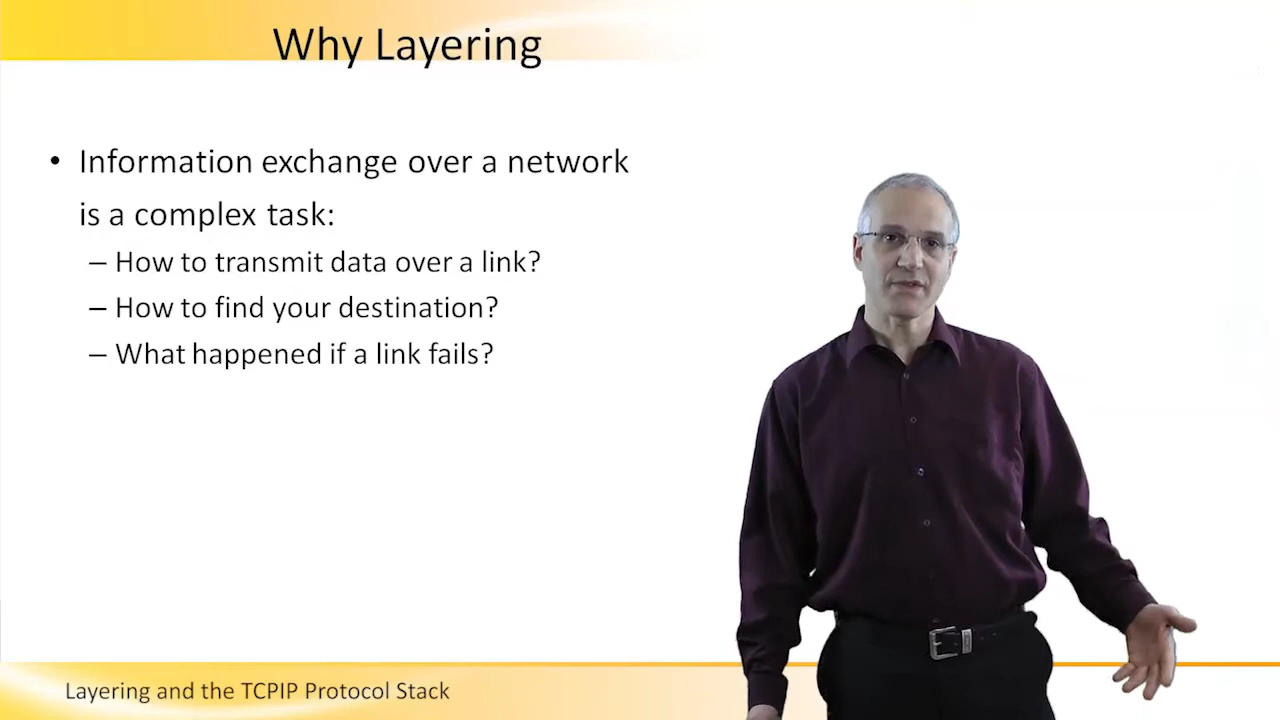 Why Layering
• Information exchange over a network
is a complex task:
– How to transmit data over a link?
– How to find your destination?
– What happened if a link fails?
Layering and the TCPIP Protocol Stack